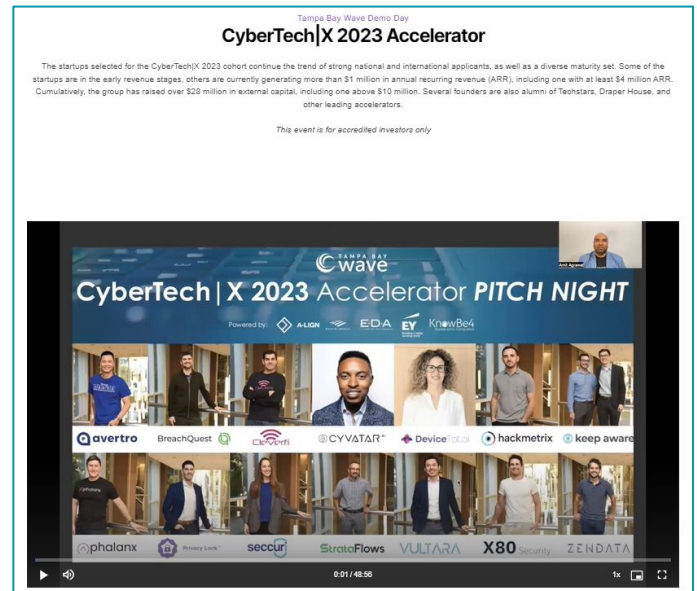 Tampa Bay Wave Demo Day
CyberTech|X 2023 Accelerator
The startups selected for the CyberTech|X 2023 cohort continue the trend of strong national and international applicants, as well as a diverse maturity set. Some of the
startups are in the early revenue stages, others are currently generating more than $1 million in annual recurring revenue (ARR), including one with at least $4 million ARR.
Cumulatively, the group has raised over $28 million in external capital, including one above $10 million. Several founders are also alumni of Techstars, Draper House, and
other leading accelerators.
This event is for accredited investors only
Amit Agrawal
TAMPA BAY
wave
CyberTech | X 2023 Accelerator PITCH NIGHT
Powered by: A-LIGN EDA EY KnowBe4
avertro BreachQuest Deverfi CYVATAR DeviceTotal hackmetrix keep aware
phalanx Privacy Lock seccuri StrataFlows VULTARA X80 Security ZENDATA
0:01 / 48:56 1x